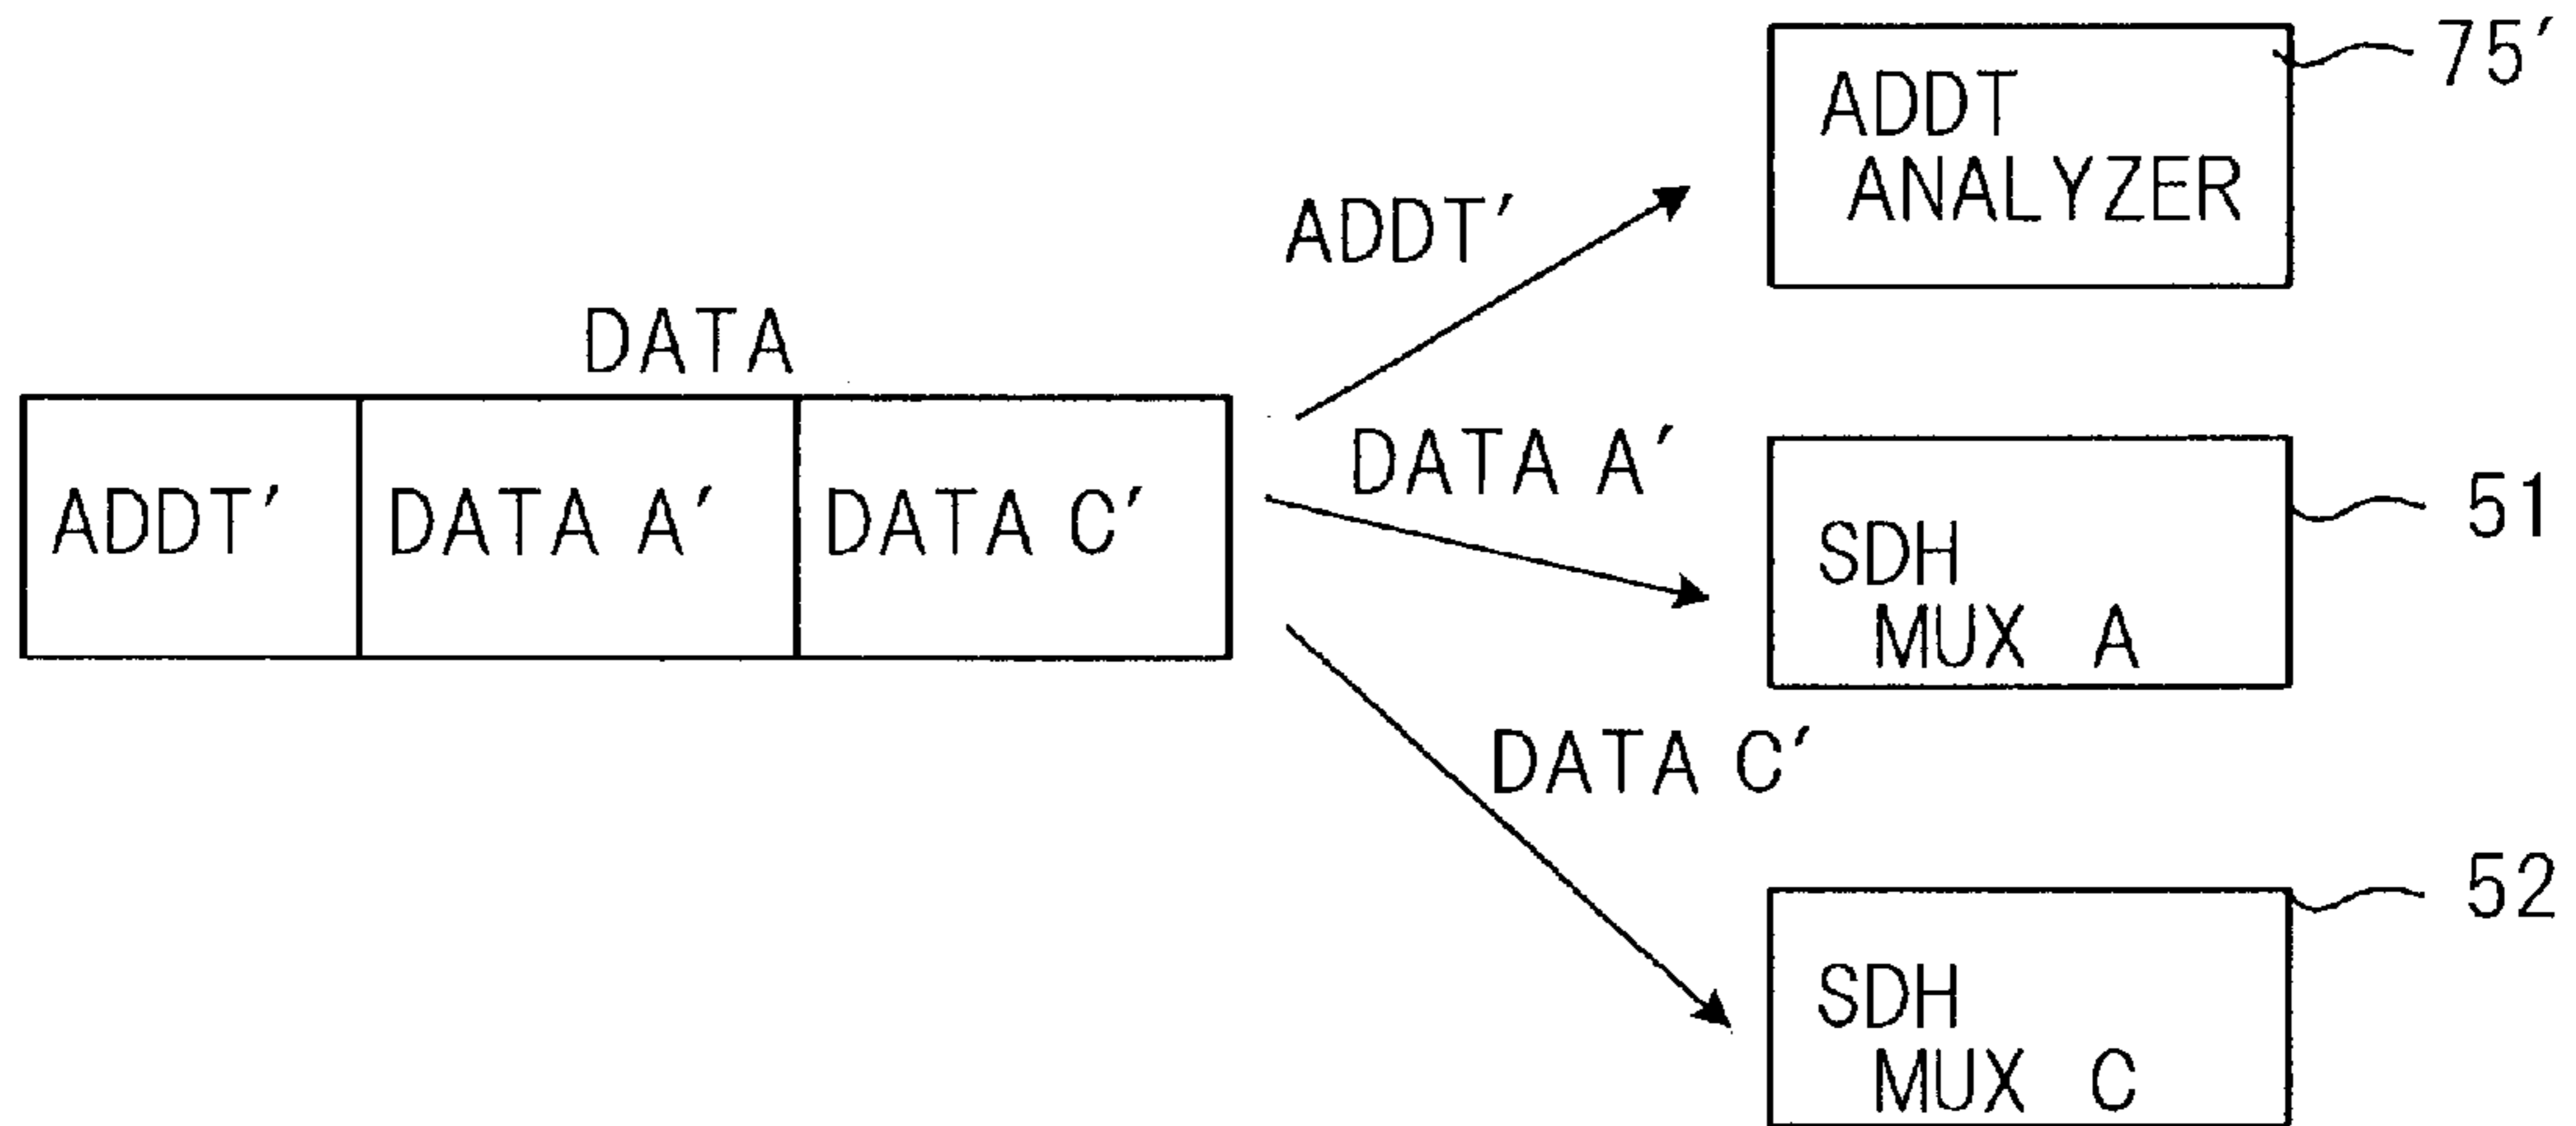 DATA
ADDT'
DATA A'
DATA C'
ADDT'
DATA A'
DATA C'
ADDT
ANALYZER
75'
SDH
MUX A
51
SDH
MUX C
52